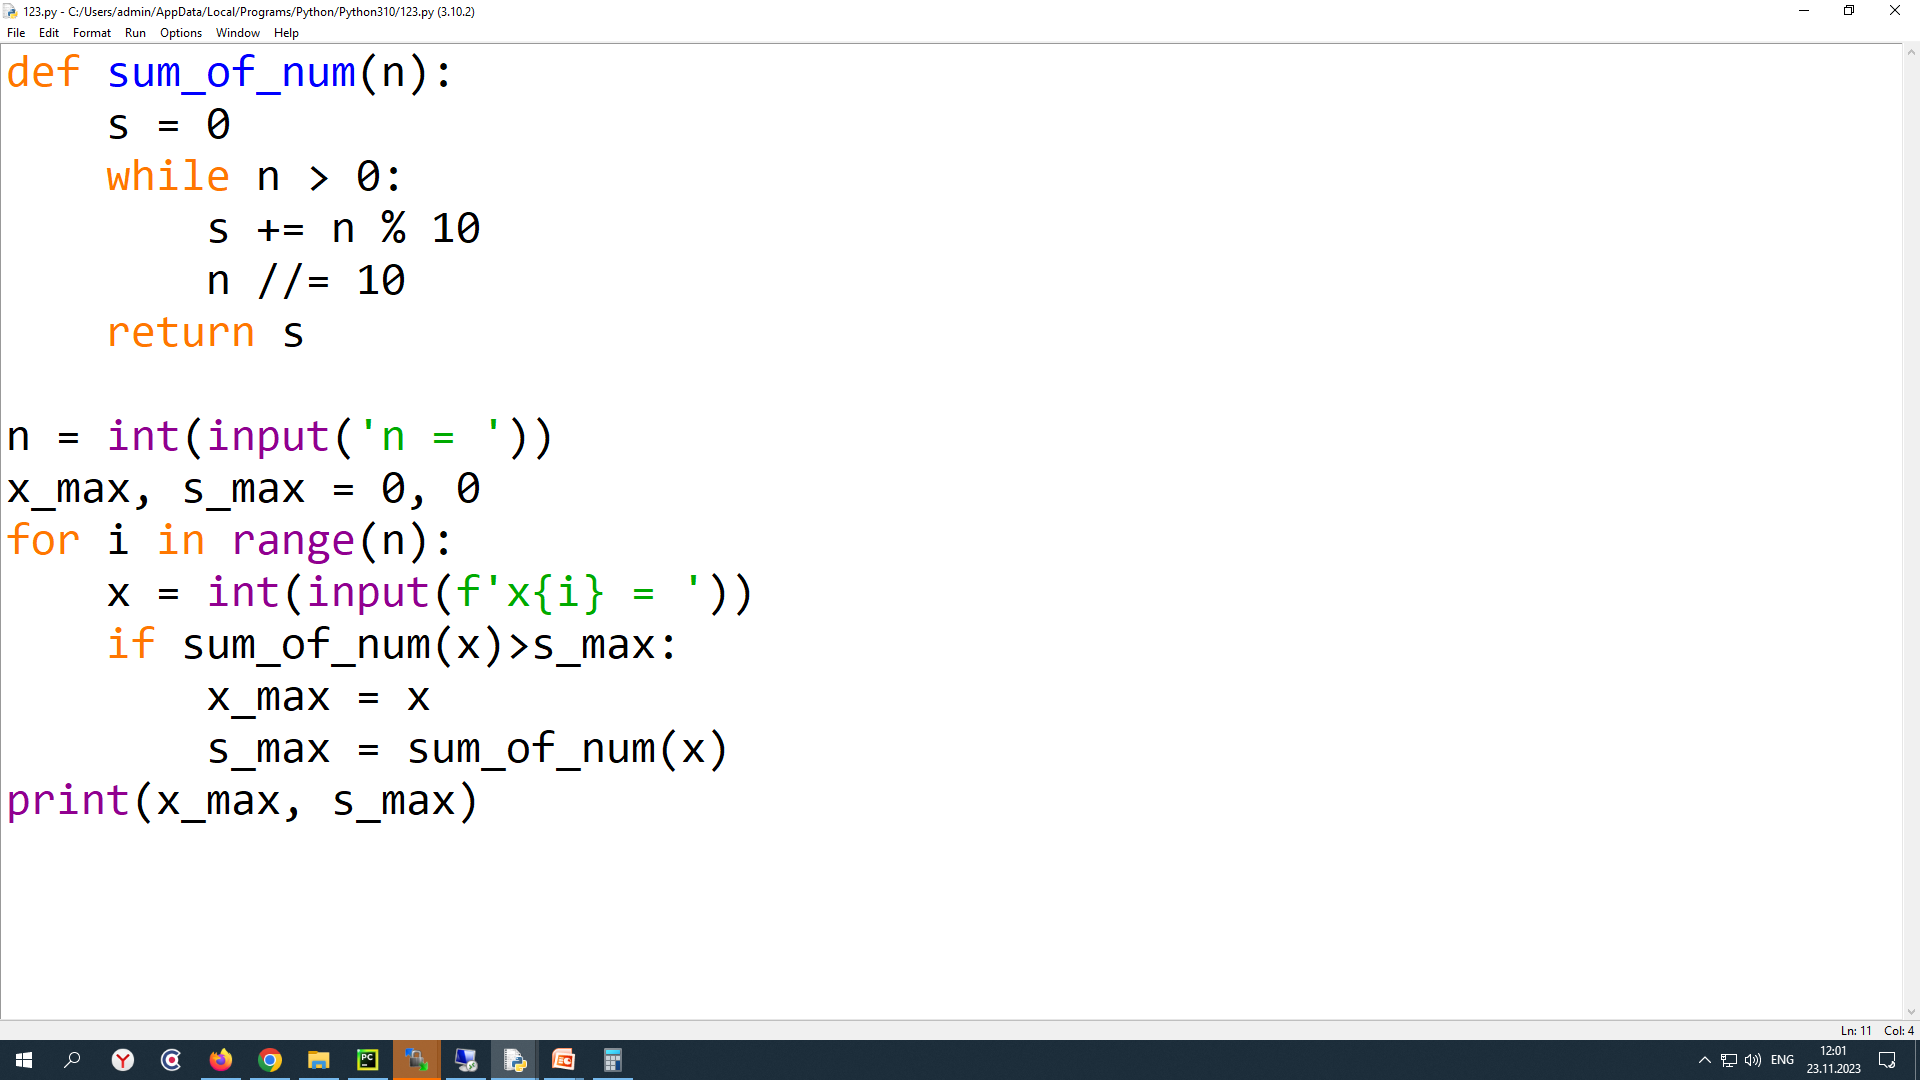 123.py - C:/Users/admin/AppData/Local/Programs/Python/Python310/123.py (3.10.2)
File Edit Format Run Options Window Help
def sum_of_num(n):
    s = 0
    while n > 0:
        s += n % 10
        n //= 10
    return s

n = int(input('n = '))
x_max, s_max = 0, 0
for i in range(n):
    x = int(input(f'x{i} = '))
    if sum_of_num(x)>s_max:
        x_max = x
        s_max = sum_of_num(x)
print(x_max, s_max)
Ln: 11 Col: 4
PC
ENG
12:01
23.11.2023